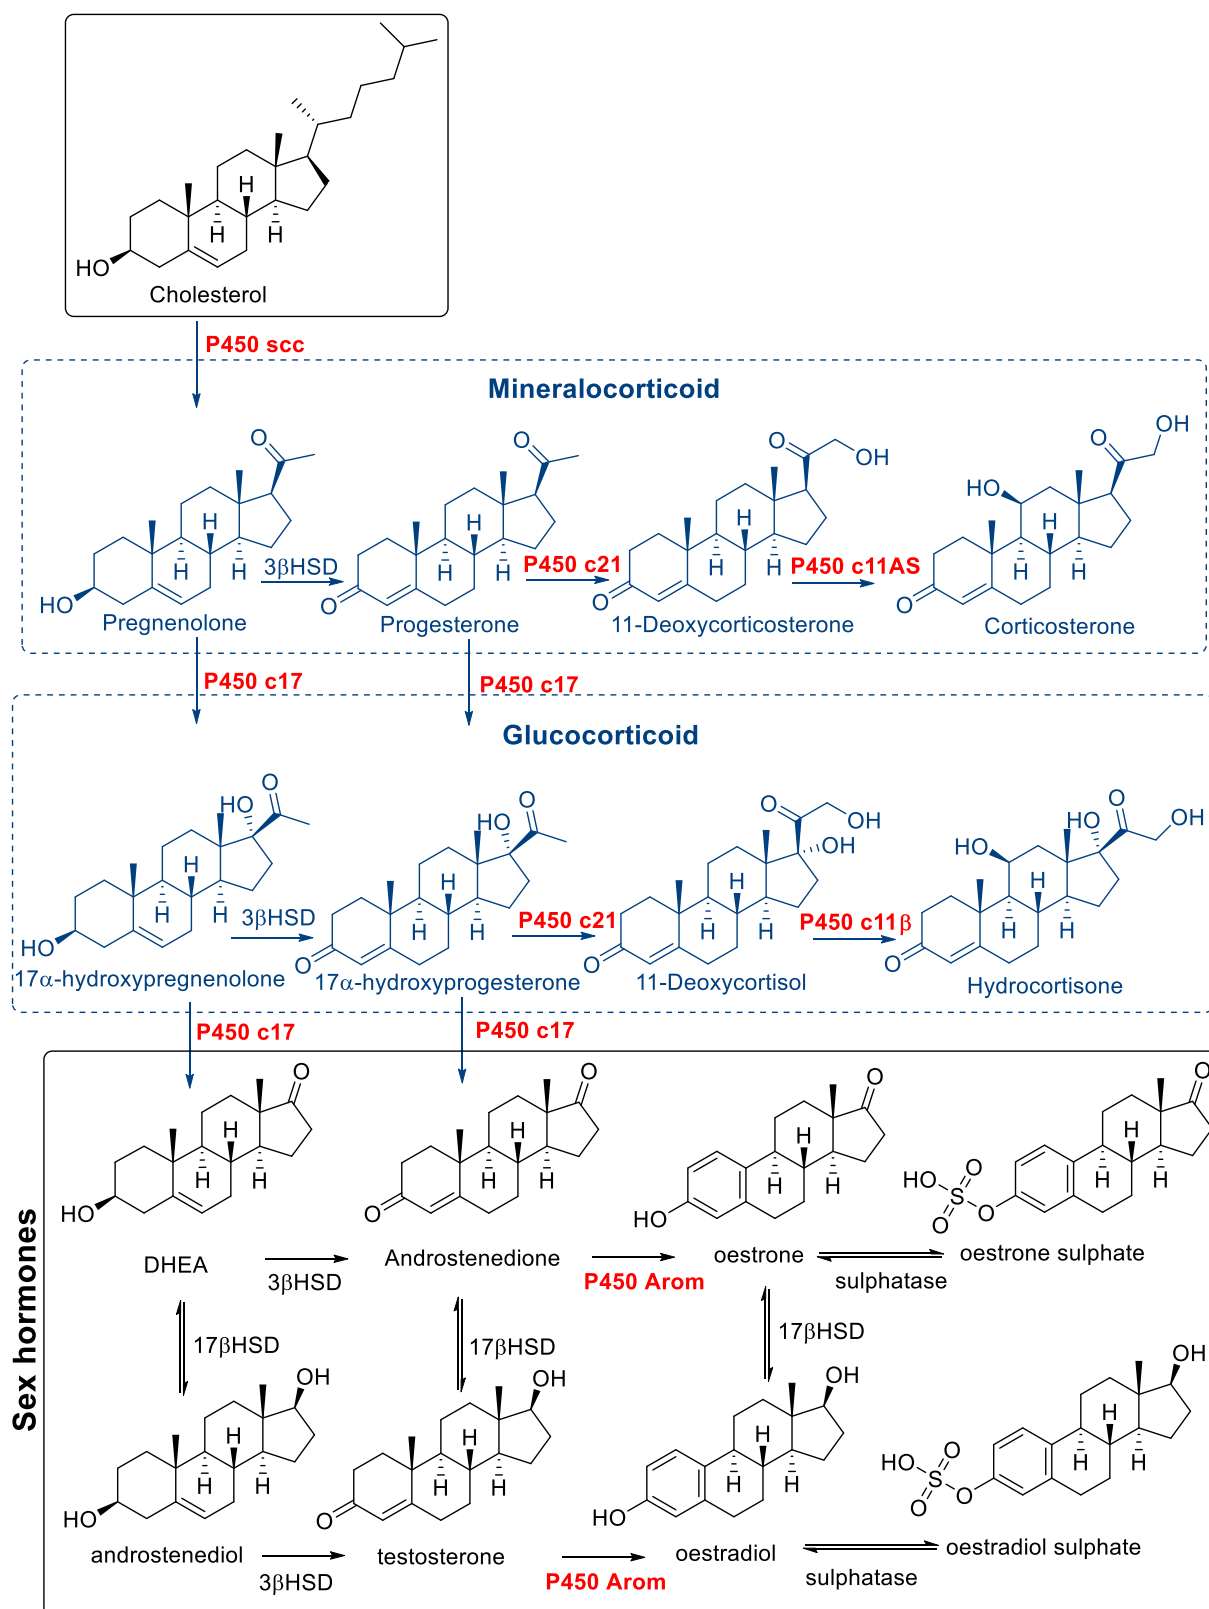 HO
H
H
H
Cholesterol
P450 scc
Mineralocorticoid
O
HO
H
H
H
Pregnenolone
3βHSD
O
O
H
H
H
Progesterone
P450 c21
O
OH
O
H
H
H
11-Deoxycorticosterone
P450 c11AS
O
OH
HO
O
H
H
H
Corticosterone
P450 c17
P450 c17
Glucocorticoid
O
HO
HO
H
H
H
17α-hydroxypregnenolone
3βHSD
O
HO
O
H
H
H
17α-hydroxyprogesterone
P450 c21
O
OH
OH
O
H
H
H
11-Deoxycortisol
P450 c11β
O
OH
HO
HO
O
H
H
H
Hydrocortisone
P450 c17
P450 c17
Sex hormones
O
HO
H
H
H
DHEA
3βHSD
O
O
H
H
H
Androstenedione
P450 Arom
O
HO
H
H
H
oestrone
sulphatase
O
HO
O
S
O
O
H
H
H
oestrone sulphate
17βHSD
17βHSD
17βHSD
OH
HO
H
H
H
androstenediol
3βHSD
OH
O
H
H
H
testosterone
P450 Arom
OH
HO
H
H
H
oestradiol
sulphatase
OH
HO
O
S
O
O
H
H
H
oestradiol sulphate